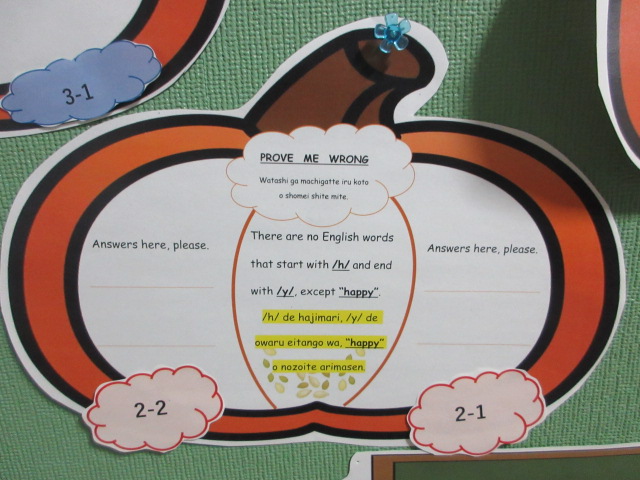 3-1
PROVE ME WRONG
Watashi ga machigatte iru koto
o shomei shite mite.
Answers here, please.
There are no English words
that start with /h/ and end
with /y/, except "happy".
/h/ de hajimari, /y/ de
owaru eitango wa, "happy"
o nozoite arimasen.
Answers here, please.
2-2
2-1